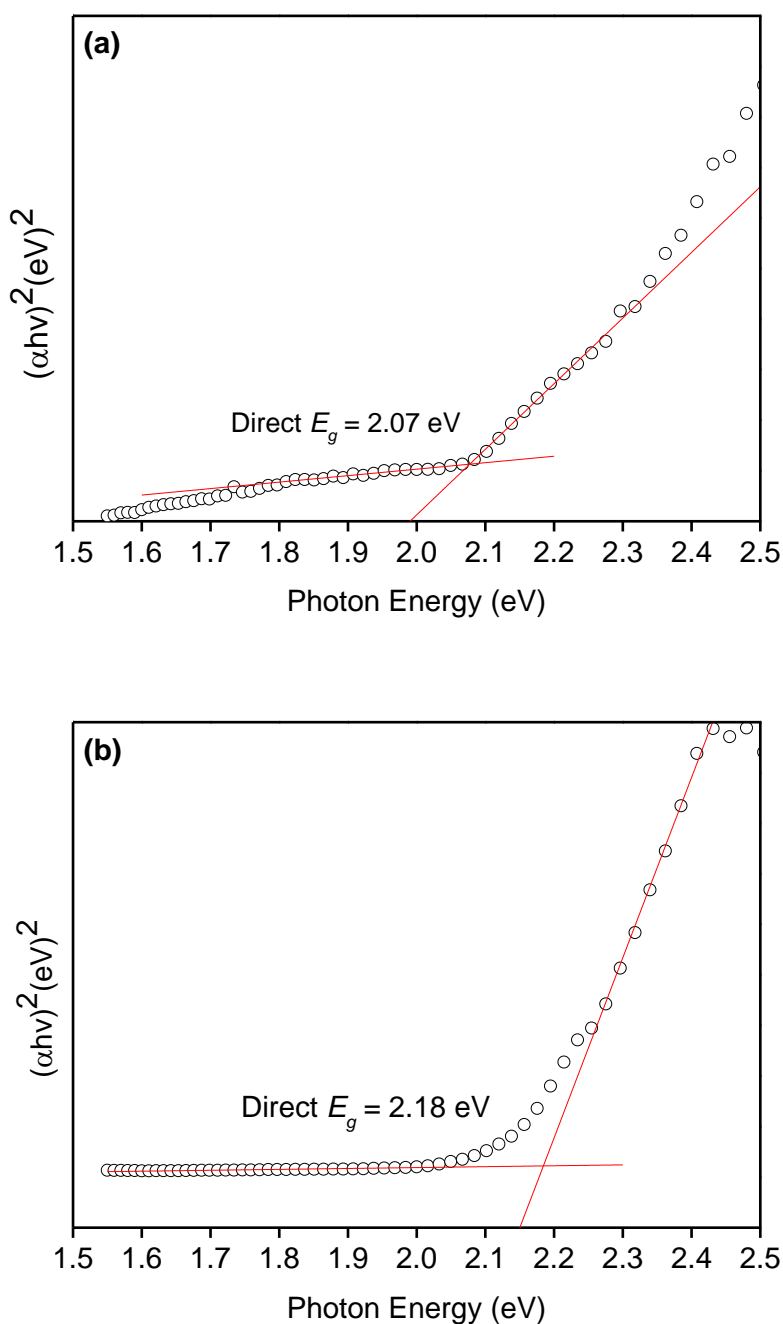 (a)
(αhν)²(eV)²
Direct E_g = 2.07 eV
1.5 1.6 1.7 1.8 1.9 2.0 2.1 2.2 2.3 2.4 2.5
Photon Energy (eV)
(b)
(αhν)²(eV)²
Direct E_g = 2.18 eV
1.5 1.6 1.7 1.8 1.9 2.0 2.1 2.2 2.3 2.4 2.5
Photon Energy (eV)